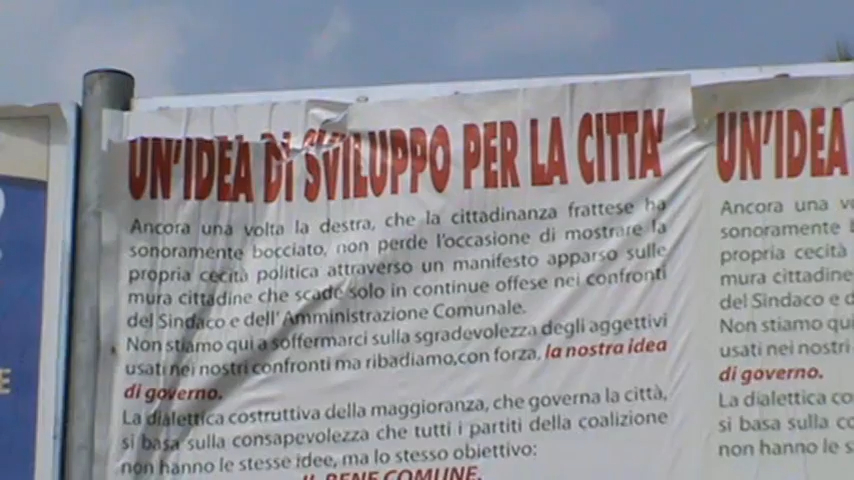 UN'IDEA DI SVILUPPO PER LA CITTA'
Ancora una volta la destra, che la cittadinanza frattese ha
sonoramente bocciato, non perde l'occasione di mostrare la
propria cecità politica attraverso un manifesto apparso sulle
mura cittadine che scade solo in continue offese nei confronti
del Sindaco e dell'Amministrazione Comunale.
Non stiamo qui a soffermarci sulla sgradevolezza degli aggettivi
usati nei nostri confronti ma ribadiamo,con forza, la nostra idea
di governo.
La dialettica costruttiva della maggioranza, che governa la città,
si basa sulla consapevolezza che tutti i partiti della coalizione
non hanno le stesse idee, ma lo stesso obiettivo:
IL BENE COMUNE.
UN'IDEA
Ancora una
sonoramente
propria cecità
mura cittadine
del Sindaco e
Non stiamo qui
usati nei nostri
di governo.
La dialettica
si basa sulla
non hanno le
E